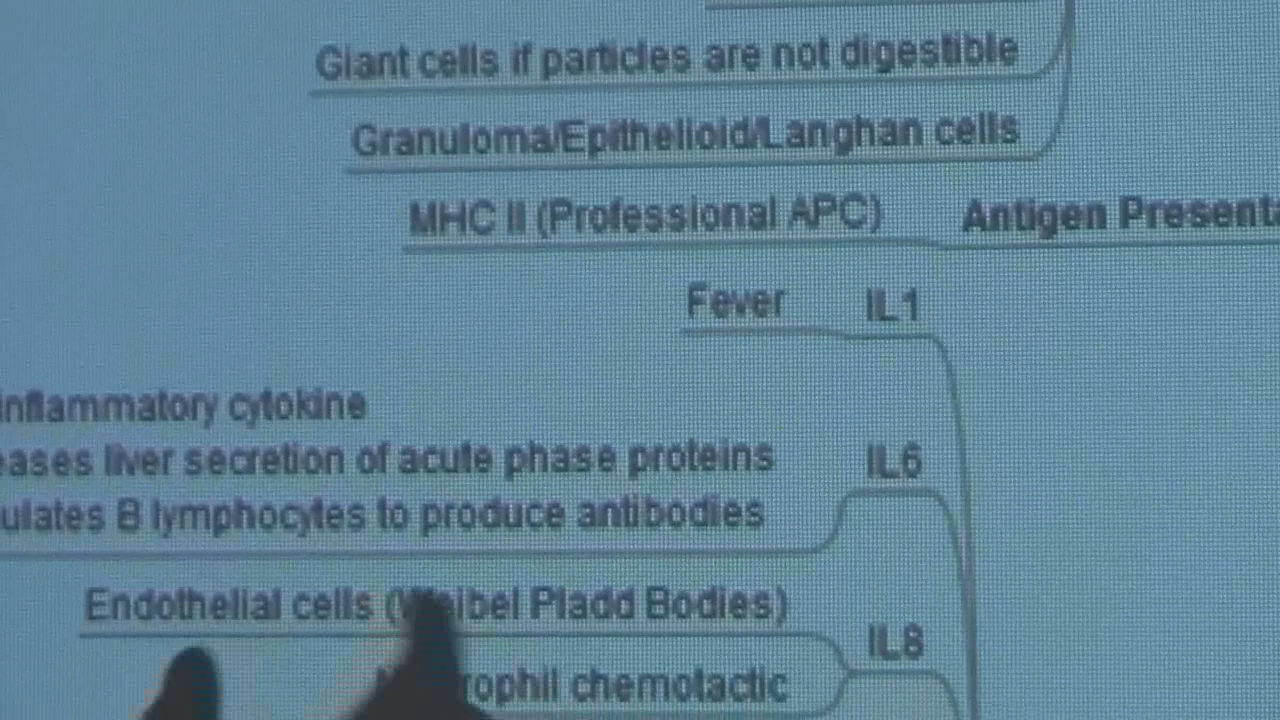 Giant cells if particles are not digestible
Granuloma/Epithelioid/Langhan cells
MHC II (Professional APC) Antigen Presenta
Fever IL1
inflammatory cytokine
eases liver secretion of acute phase proteins IL6
ulates B lymphocytes to produce antibodies
Endothelial cells (Weibel Pladd Bodies)
IL8
rophil chemotactic